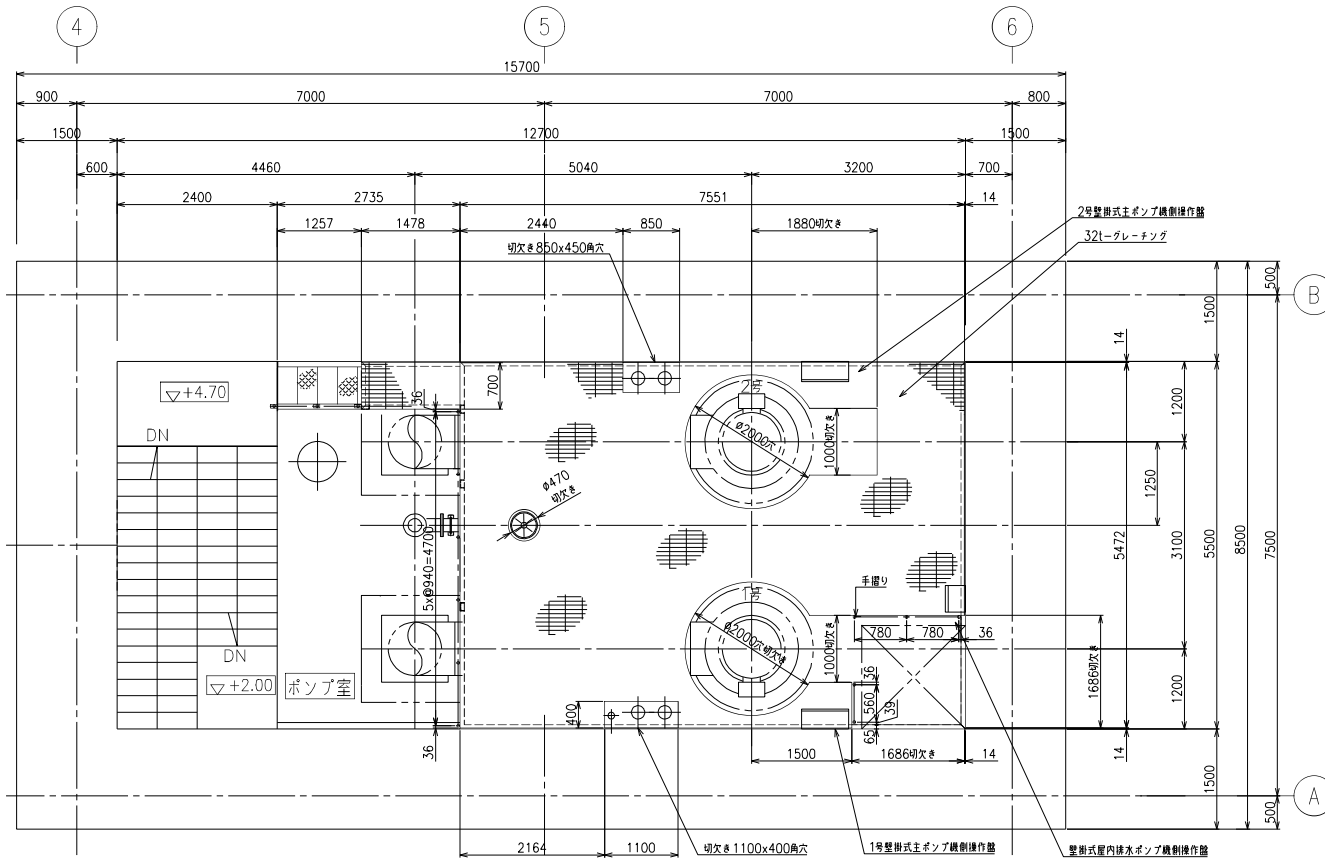 4
5
6
15700
900
7000
7000
800
1500
12700
1500
600
4460
5040
3200
700
2400
2735
7551
14
1257
1478
2440
850
1880切欠き
2号壁掛式主ポンプ機側操作盤
32t-グレーチング
切欠き850x450角穴
500
B
1500
14
▽+4.70
36
700
2号
1200
DN
ø2000穴
1000切欠き
ø470
切欠き
1250
5x@940=4700
5472
3100
5500
8500
7500
手摺り
1号
780
780
36
ø2000穴切欠き
1000切欠き
DN
▽+2.00
ポンプ室
36
560
39
65
1686切欠き
1200
400
36
1500
1686切欠き
14
14
1500
A
500
2164
1100
切欠き1100x400角穴
1号壁掛式主ポンプ機側操作盤
壁掛式屋内排水ポンプ機側操作盤